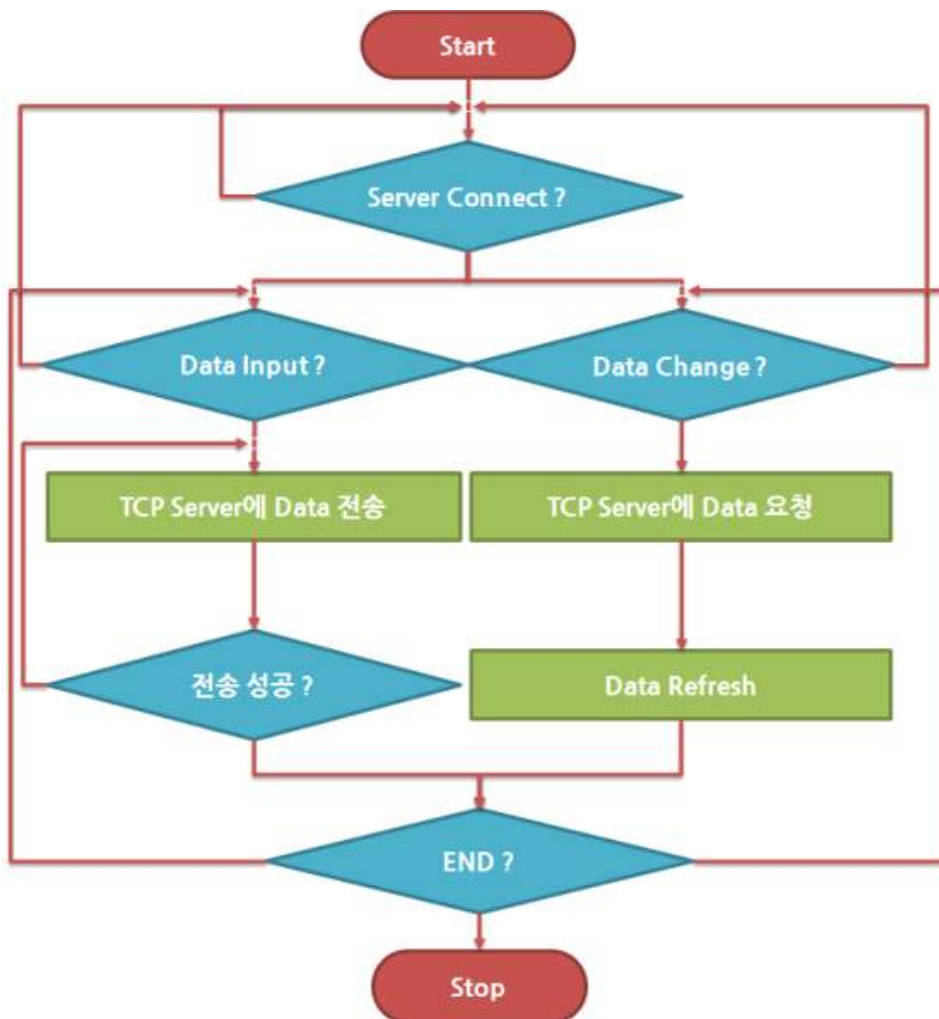 Start
Server Connect ?
Data Input ?
Data Change ?
TCP Server에 Data 전송
TCP Server에 Data 요청
전송 성공 ?
Data Refresh
END ?
Stop